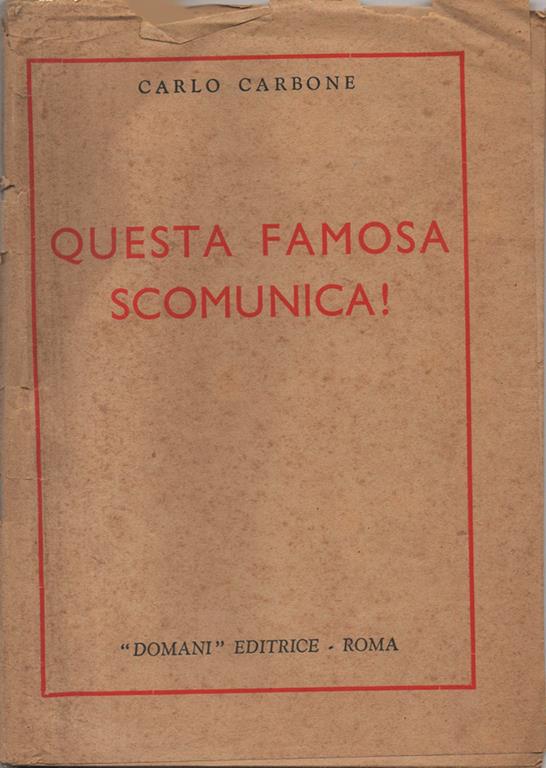 CARLO CARBONE
QUESTA FAMOSA
SCOMUNICA!
"DOMANI" EDITRICE - ROMA